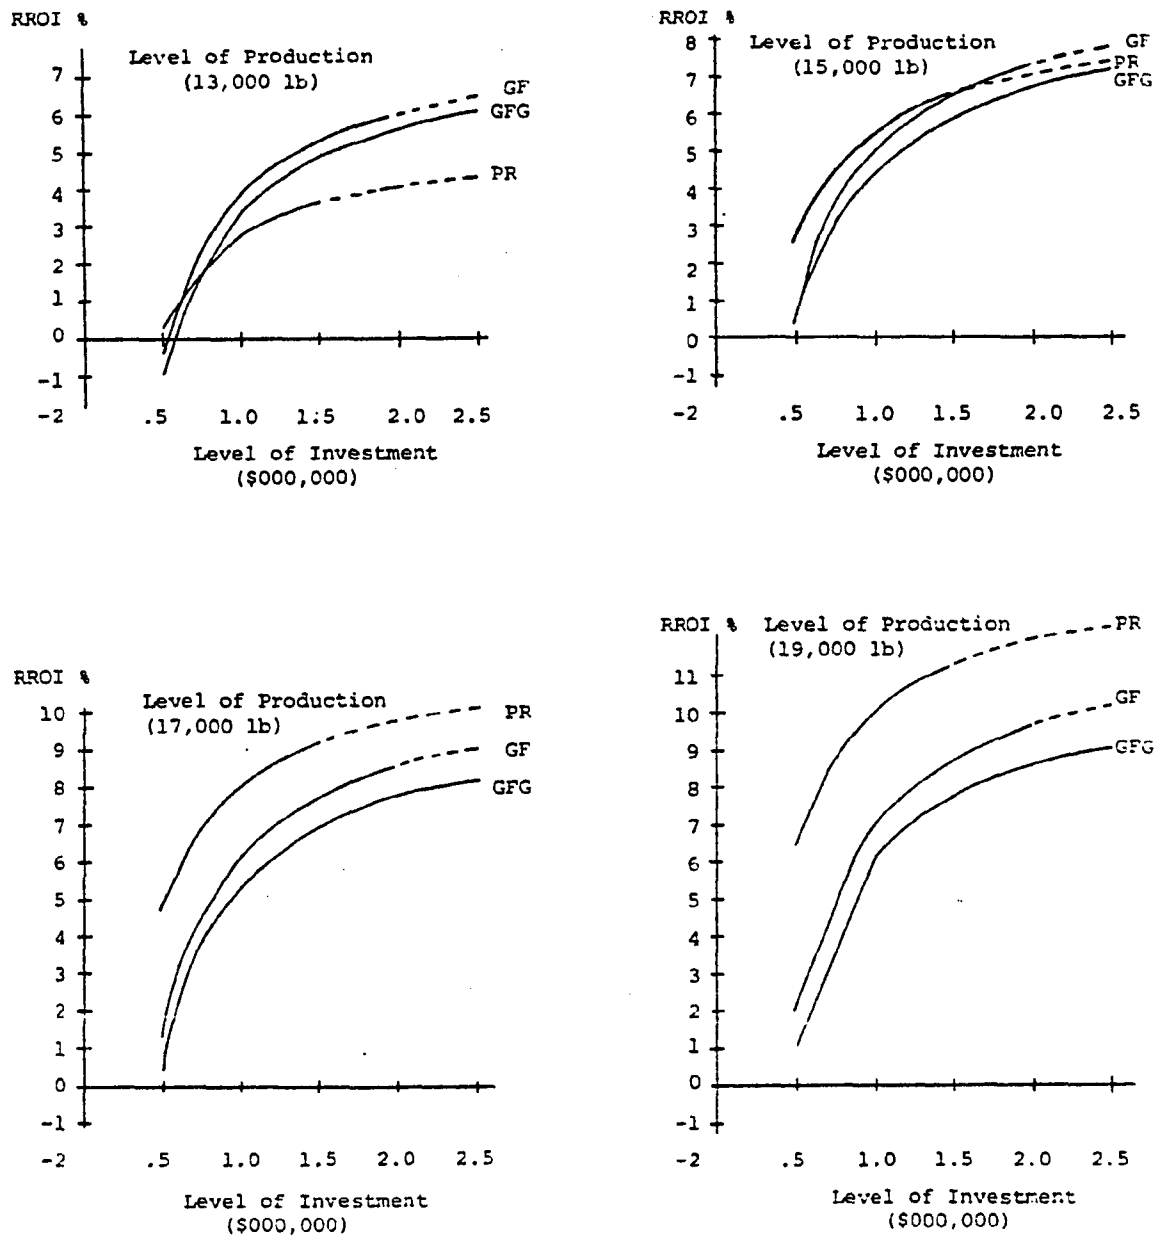 RROI %
Level of Production
(13,000 lb)
7
6
5
4
3
2
1
0
-1
-2
GF
GFG
PR
.5 1.0 1.5 2.0 2.5
Level of Investment
($000,000)
RROI %
Level of Production
(15,000 lb)
8
7
6
5
4
3
2
1
0
-1
-2
GF
PR
GFG
.5 1.0 1.5 2.0 2.5
Level of Investment
($000,000)
RROI %
Level of Production
(17,000 lb)
10
9
8
7
6
5
4
3
2
1
0
-1
-2
PR
GF
GFG
.5 1.0 1.5 2.0 2.5
Level of Investment
($000,000)
RROI % Level of Production
(19,000 lb)
11
10
9
8
7
6
5
4
3
2
1
0
-1
-2
PR
GF
GFG
.5 1.0 1.5 2.0 2.5
Level of Investment
($000,000)